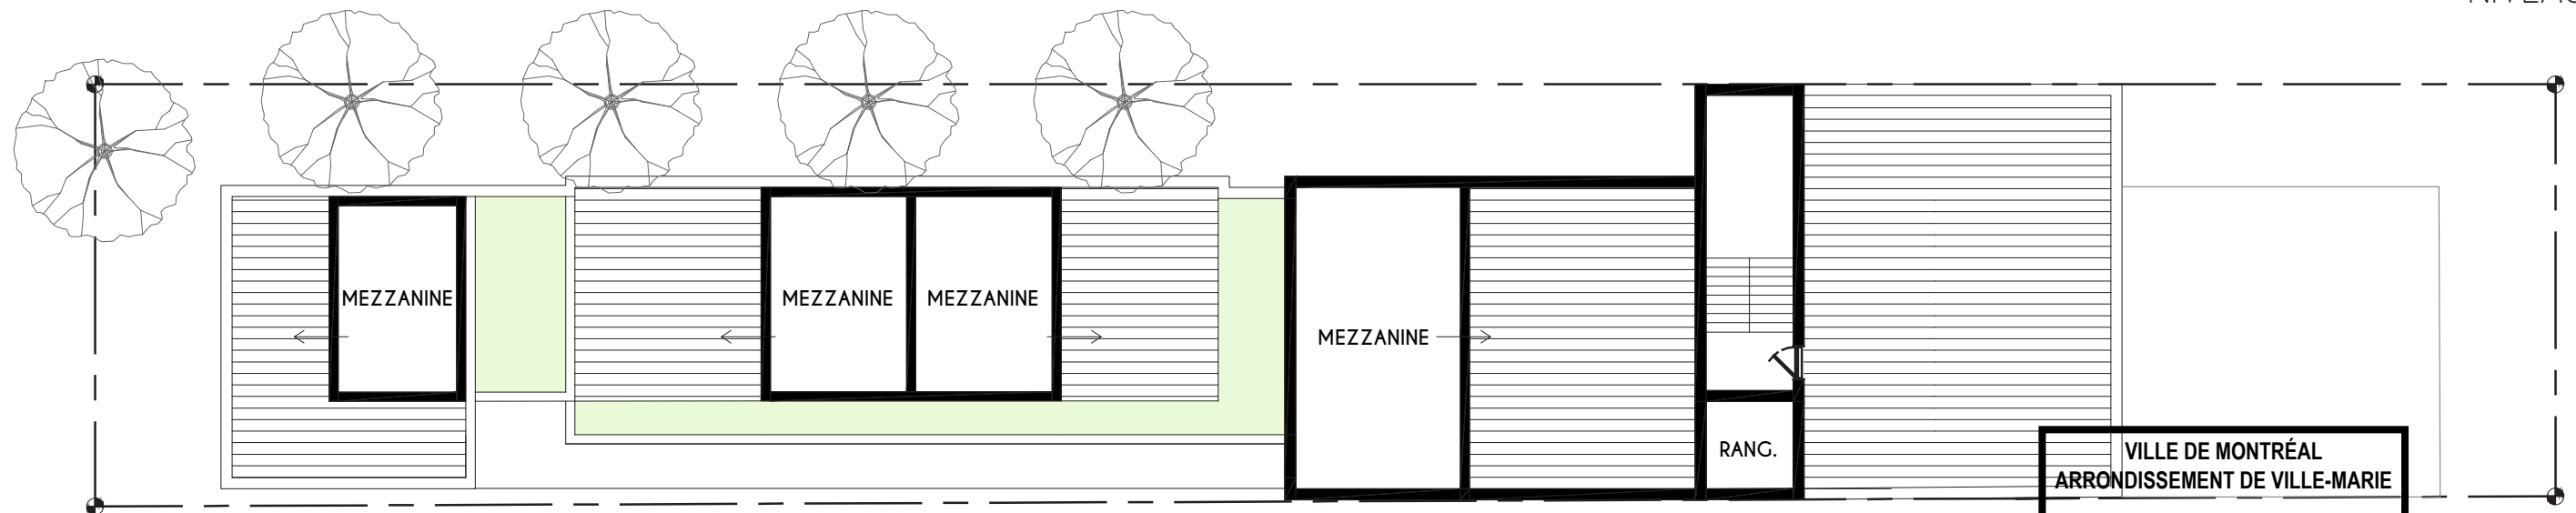 MEZZANINE
MEZZANINE
MEZZANINE
MEZZANINE
RANG.
VILLE DE MONTRÉAL
ARRONDISSEMENT DE VILLE-MARIE